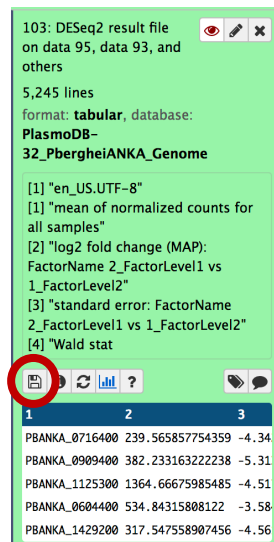 103: DESeq2 result file
on data 95, data 93, and
others
5,245 lines
format: tabular, database:
PlasmoDB-
32_PbergheiANKA_Genome
[1] "en_US.UTF-8"
[1] "mean of normalized counts for
all samples"
[2] "log2 fold change (MAP):
FactorName 2_FactorLevel1 vs
1_FactorLevel2"
[3] "standard error: FactorName
2_FactorLevel1 vs 1_FactorLevel2"
[4] "Wald stat
?
1 2 3
PBANKA_0716400 239.565857754359 -4.34
PBANKA_0909400 382.233163222238 -5.31
PBANKA_1125300 1364.66675985485 -4.51
PBANKA_0604400 534.84315808122 -3.58
PBANKA_1429200 317.547558907456 -4.56